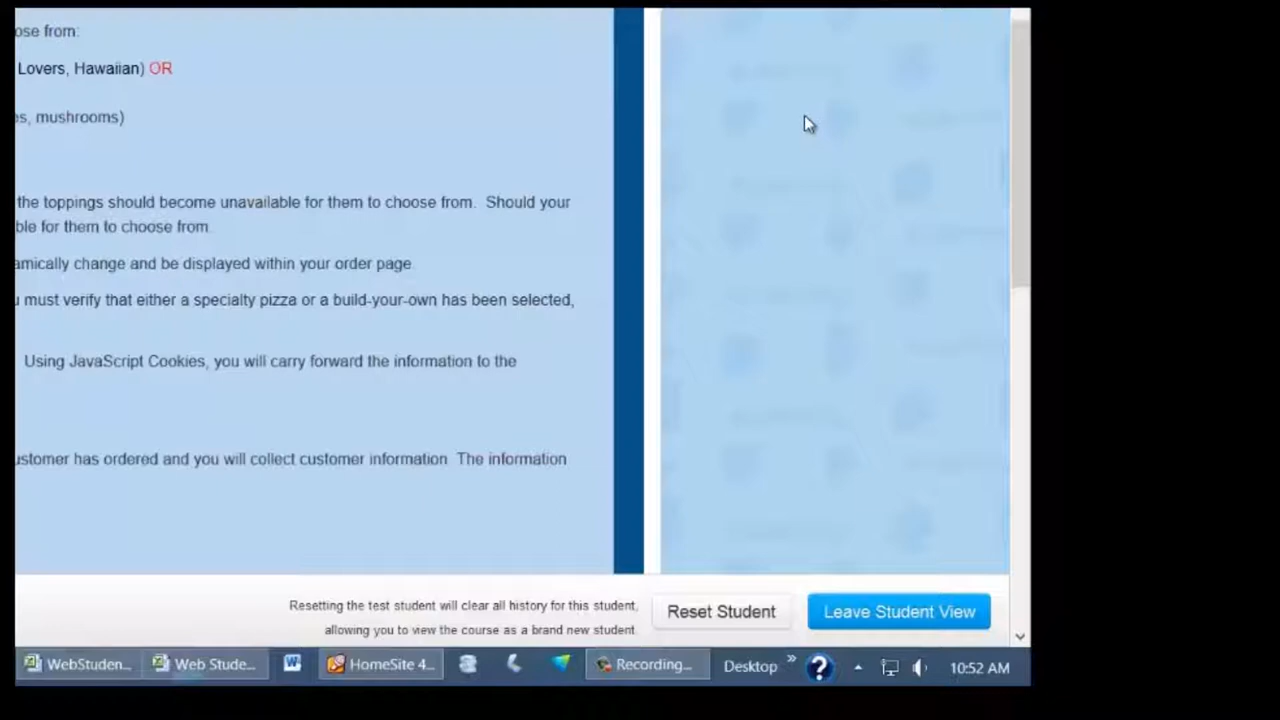 ose from:
Lovers, Hawaiian) OR
es, mushrooms)
the toppings should become unavailable for them to choose from. Should your
ble for them to choose from.
amically change and be displayed within your order page.
u must verify that either a specialty pizza or a build-your-own has been selected,
Using JavaScript Cookies, you will carry forward the information to the
ustomer has ordered and you will collect customer information. The information
Resetting the test student will clear all history for this student,
allowing you to view the course as a brand new student.
Reset Student
Leave Student View
WebStuden...
Web Stude...
HomeSite 4...
Recording...
Desktop
10:52 AM